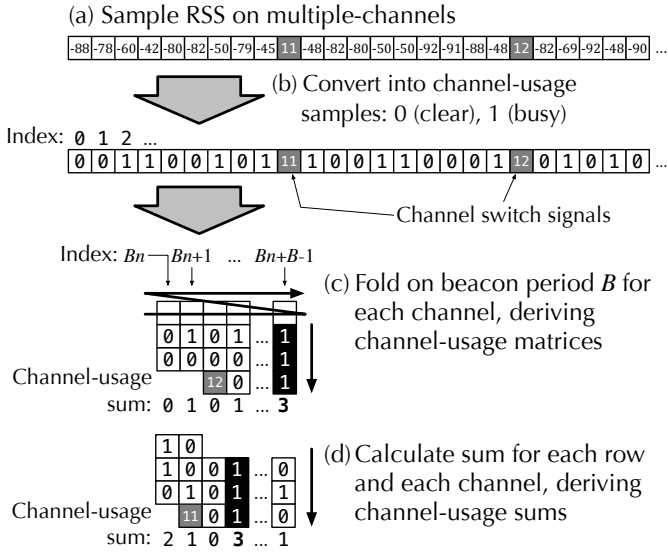 (a) Sample RSS on multiple-channels
-88 -78 -60 -42 -80 -82 -50 -79 -45 11 -48 -82 -80 -50 -50 -92 -91 -88 -48 12 -82 -69 -92 -48 -90 ...
(b) Convert into channel-usage
samples: 0 (clear), 1 (busy)
Index: 0 1 2 ...
0 0 1 1 0 0 1 0 1 11 1 0 0 1 1 0 0 0 1 12 0 1 0 1 0 ...
Channel switch signals
Index: Bn Bn+1 ... Bn+B-1
(c) Fold on beacon period B for
each channel, deriving
channel-usage matrices
0 1 0 1 ... 1
0 0 0 0 ... 1
12 0 ... 1
Channel-usage
sum: 0 1 0 1 ... 3
(d) Calculate sum for each row
and each channel, deriving
channel-usage sums
1 0
1 0 0 1 ... 0
0 1 0 1 ... 1
11 0 1 ... 0
Channel-usage
sum: 2 1 0 3 ... 1